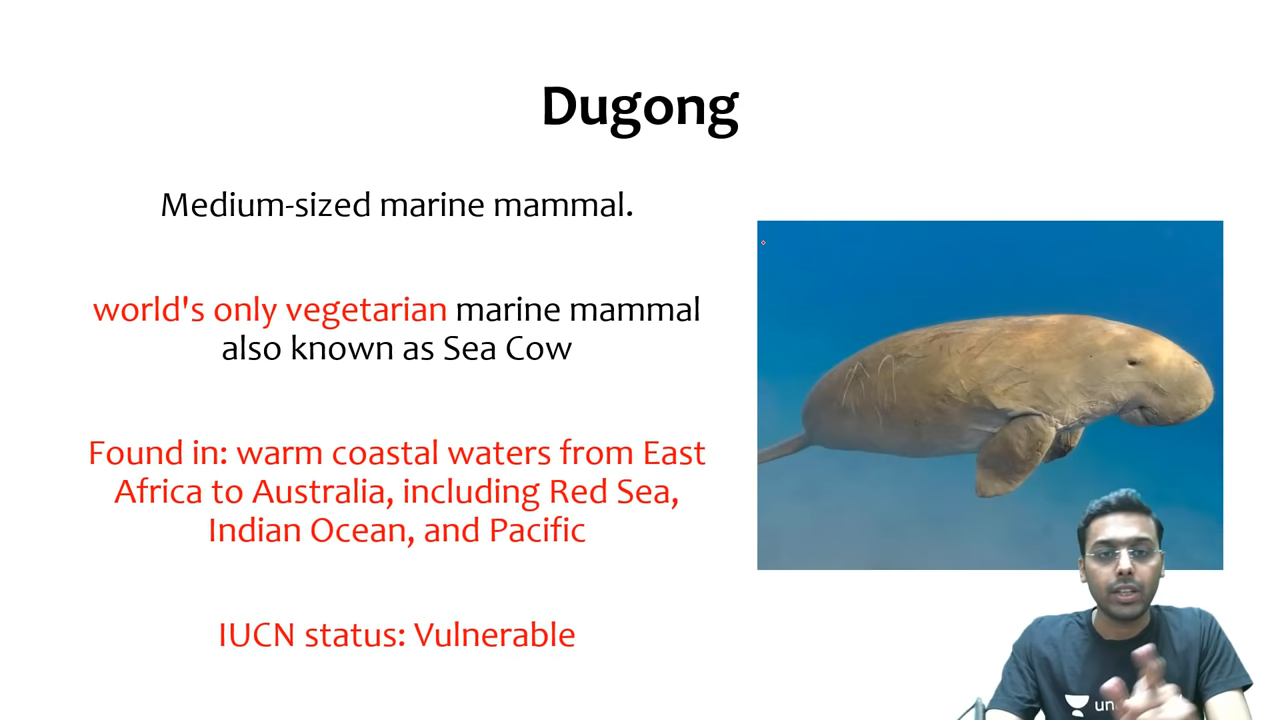 Dugong
Medium-sized marine mammal.
world's only vegetarian marine mammal
also known as Sea Cow
Found in: warm coastal waters from East
Africa to Australia, including Red Sea,
Indian Ocean, and Pacific
IUCN status: Vulnerable